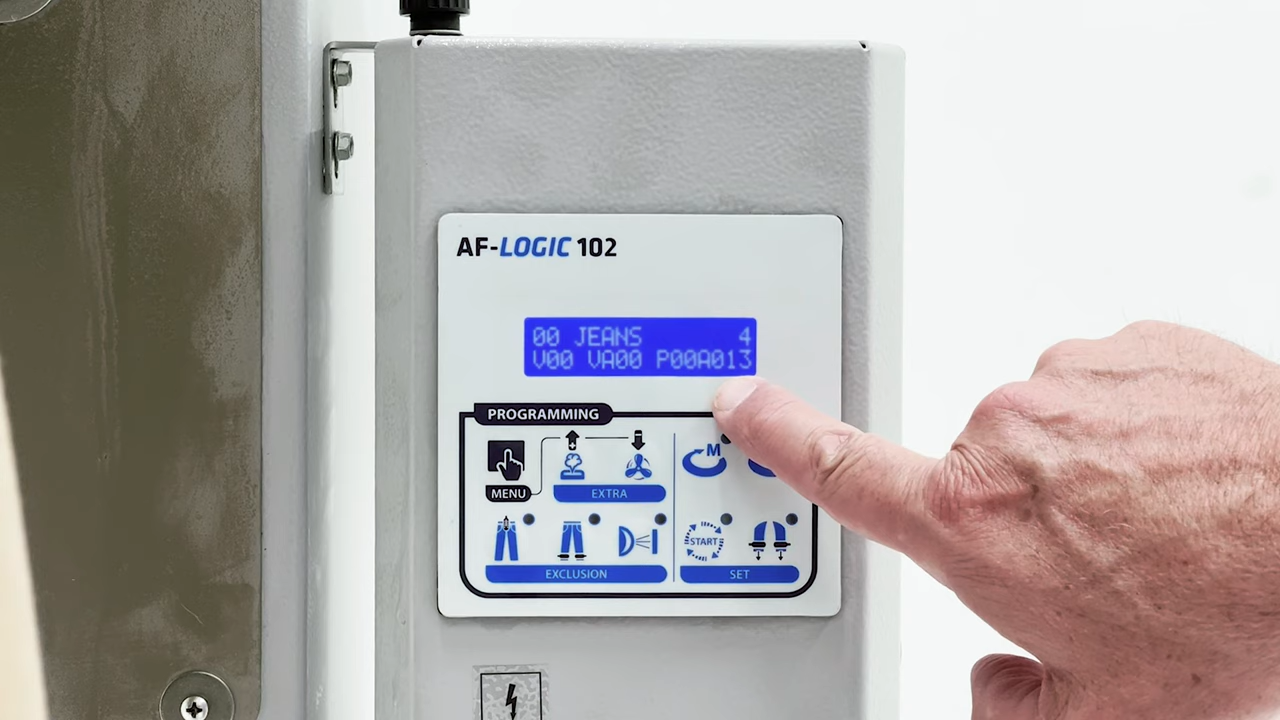 AF-LOGIC 102
00 JEANS 4
V00 VA00 P00A013
PROGRAMMING
M
MENU
EXTRA
START
EXCLUSION
SET